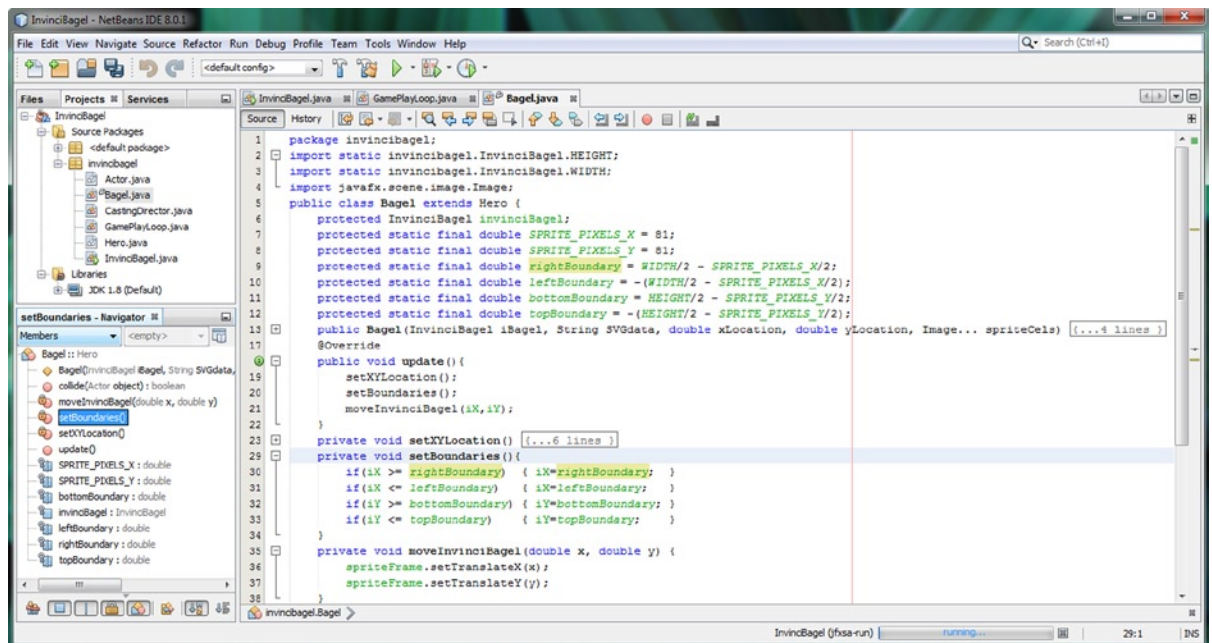 InvinciBagel - NetBeans IDE 8.0.1
File Edit View Navigate Source Refactor Run Debug Profile Team Tools Window Help
Search (Ctrl+I)
<default config>
Files Projects Services
InvinciBagel
Source Packages
<default package>
invincibagel
Actor.java
Bagel.java
CastingDirector.java
GamePlayLoop.java
Hero.java
InvinciBagel.java
Libraries
JDK 1.8 (Default)
setBoundaries - Navigator
Members <empty>
Bagel :: Hero
Bagel(InvinciBagel iBagel, String SVGdata,
collide(Actor object) : boolean
moveInvinciBagel(double x, double y)
setBoundaries()
setXYLocation()
update()
SPRITE_PIXELS_X : double
SPRITE_PIXELS_Y : double
bottomBoundary : double
invinciBagel : InvinciBagel
leftBoundary : double
rightBoundary : double
topBoundary : double
InvinciBagel.java GamePlayLoop.java Bagel.java
Source History
1 package invincibagel;
2 import static invincibagel.InvinciBagel.HEIGHT;
3 import static invincibagel.InvinciBagel.WIDTH;
4 import javafx.scene.image.Image;
5 public class Bagel extends Hero {
6 protected InvinciBagel invinciBagel;
7 protected static final double SPRITE_PIXELS_X = 81;
8 protected static final double SPRITE_PIXELS_Y = 81;
9 protected static final double rightBoundary = WIDTH/2 - SPRITE_PIXELS_X/2;
10 protected static final double leftBoundary = -(WIDTH/2 - SPRITE_PIXELS_X/2);
11 protected static final double bottomBoundary = HEIGHT/2 - SPRITE_PIXELS_Y/2;
12 protected static final double topBoundary = -(HEIGHT/2 - SPRITE_PIXELS_Y/2);
13 public Bagel(InvinciBagel iBagel, String SVGdata, double xLocation, double yLocation, Image... spriteCels) {...4 lines }
17 @Override
public void update(){
19 setXYLocation();
20 setBoundaries();
21 moveInvinciBagel(iX,iY);
22 }
23 private void setXYLocation() {...6 lines }
29 private void setBoundaries(){
30 if(iX >= rightBoundary) { iX=rightBoundary; }
31 if(iX <= leftBoundary) { iX=leftBoundary; }
32 if(iY >= bottomBoundary) { iY=bottomBoundary; }
33 if(iY <= topBoundary) { iY=topBoundary; }
34 }
35 private void moveInvinciBagel(double x, double y) {
36 spriteFrame.setTranslateX(x);
37 spriteFrame.setTranslateY(y);
38 }
invincibagel.Bagel
InvinciBagel (jfxsa-run) running... 29:1 INS